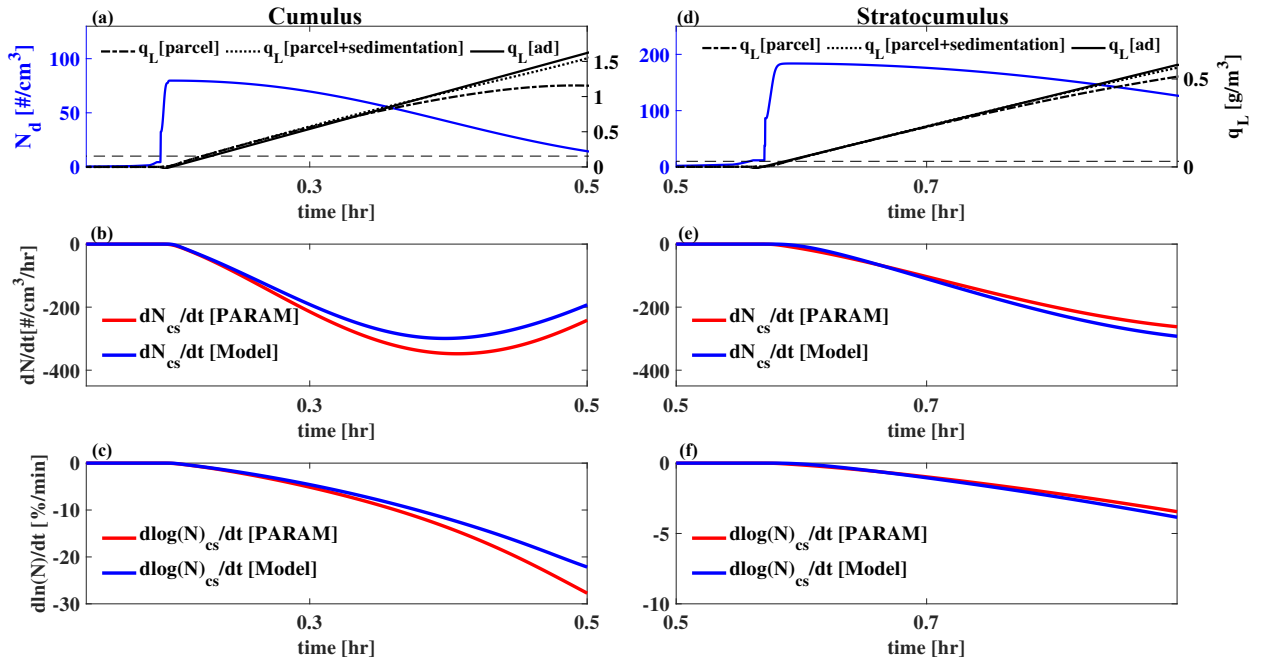 Cumulus
Stratocumulus
(a)
(d)
q_L [parcel] q_L [parcel+sedimentation] q_L [ad]
q_L [parcel] q_L [parcel+sedimentation] q_L [ad]
N_d [#/cm^3]
100
50
0
1.5
1
0.5
0
0.3
0.5
time [hr]
200
100
0
0.5
0
q_L [g/m^3]
0.5
0.7
time [hr]
(b)
dN/dt[#/cm^3/hr]
0
-200
-400
dN_cs/dt [PARAM]
dN_cs/dt [Model]
0.3
0.5
time [hr]
(e)
0
-200
-400
dN_cs/dt [PARAM]
dN_cs/dt [Model]
0.5
0.7
time [hr]
(c)
dln(N)/dt [%/min]
0
-10
-20
-30
dlog(N)_cs/dt [PARAM]
dlog(N)_cs/dt [Model]
0.3
0.5
time [hr]
(f)
0
-5
-10
dlog(N)_cs/dt [PARAM]
dlog(N)_cs/dt [Model]
0.5
0.7
time [hr]